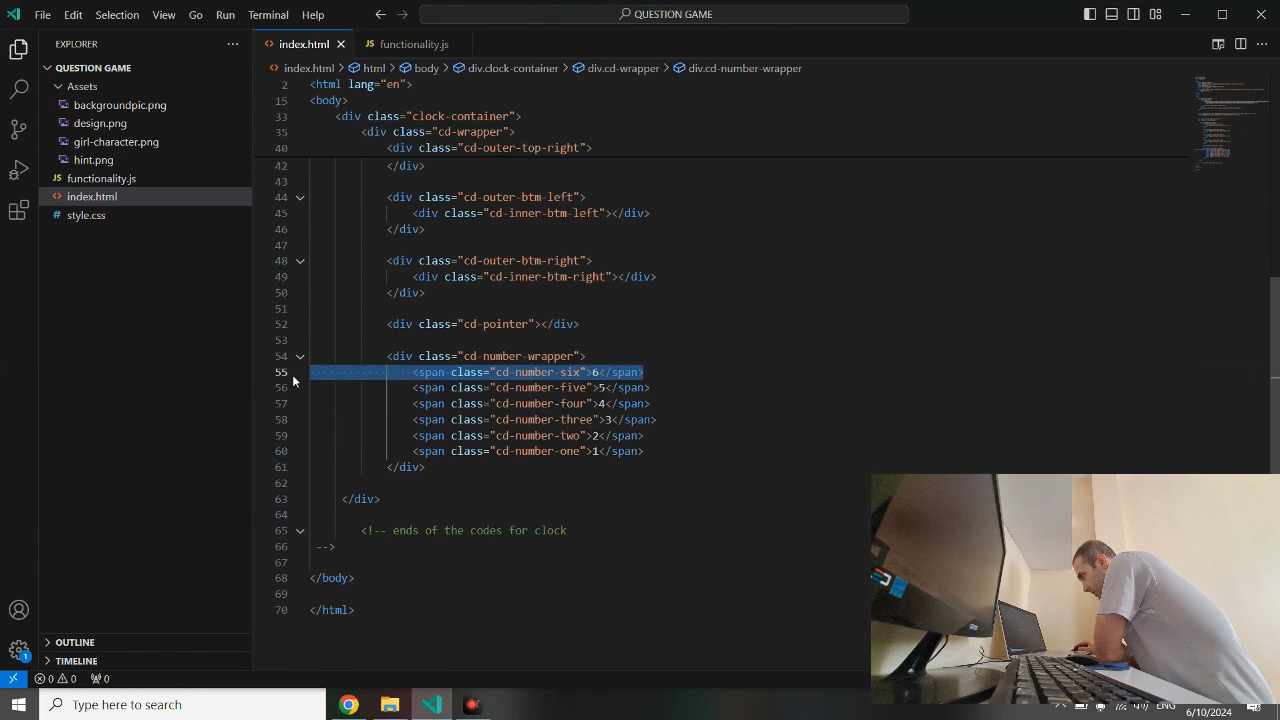 File Edit Selection View Go Run Terminal Help
QUESTION GAME
EXPLORER
index.html
JS functionality.js
QUESTION GAME
index.html > html > body > div.clock-container > div.cd-wrapper > div.cd-number-wrapper
Assets
backgroundpic.png
design.png
girl-character.png
hint.png
JS functionality.js
<> index.html
# style.css
2 <html lang="en">
15 <body>
33 <div class="clock-container">
35 <div class="cd-wrapper">
40 <div class="cd-outer-top-right">
42 </div>
43
44 <div class="cd-outer-btm-left">
45 <div class="cd-inner-btm-left"></div>
46 </div>
47
48 <div class="cd-outer-btm-right">
49 <div class="cd-inner-btm-right"></div>
50 </div>
51
52 <div class="cd-pointer"></div>
53
54 <div class="cd-number-wrapper">
55 <span class="cd-number-six">6</span>
56 <span class="cd-number-five">5</span>
57 <span class="cd-number-four">4</span>
58 <span class="cd-number-three">3</span>
59 <span class="cd-number-two">2</span>
60 <span class="cd-number-one">1</span>
61 </div>
62
63 </div>
64
65 <!-- ends of the codes for clock
66 -->
67
68 </body>
69
70 </html>
OUTLINE
TIMELINE
1
0 0 0
Type here to search
ENG
6/10/2024